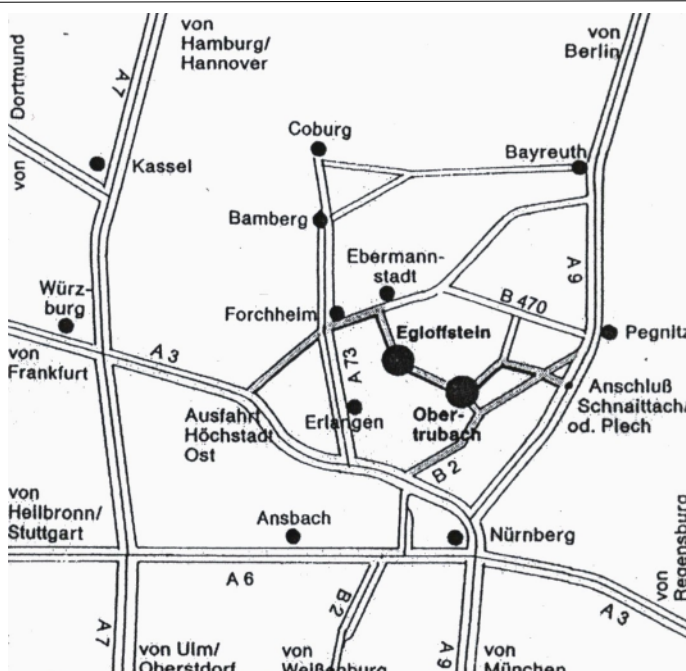 von
Hamburg/
Hannover
von
Berlin
von Dortmund
A 7
Kassel
Coburg
Bayreuth
Bamberg
Ebermann-
stadt
A 9
B 470
Würz-
burg
Forchheim
Egloffstein
Pegnitz
von
Frankfurt
A 3
A 73
Ausfahrt
Höchstadt
Ost
Erlangen
Ober-
trubach
Anschluß
Schnaittach/
od. Plech
B 2
von
Heilbronn/
Stuttgart
Ansbach
Nürnberg
von
Regensburg
A 6
B 2
A 3
A 7
von Ulm/
Oberstdorf
von
Weißenburg
A 9
von
München